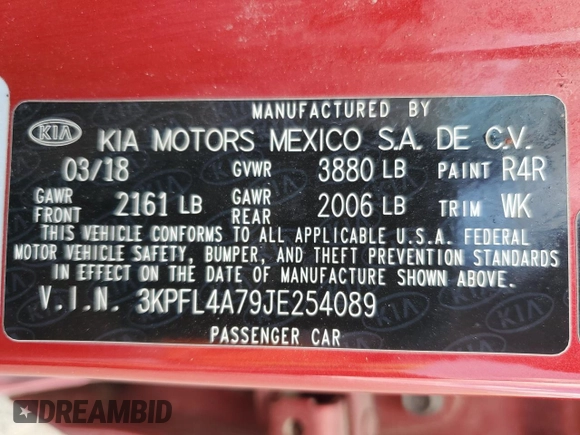 MANUFACTURED BY
KIA KIA MOTORS MEXICO S.A. DE C.V.
03/18 GVWR 3880 LB PAINT R4R
GAWR FRONT 2161 LB GAWR REAR 2006 LB TRIM WK
THIS VEHICLE CONFORMS TO ALL APPLICABLE U.S.A. FEDERAL
MOTOR VEHICLE SAFETY, BUMPER, AND THEFT PREVENTION STANDARDS
IN EFFECT ON THE DATE OF MANUFACTURE SHOWN ABOVE.
V.I.N. 3KPFL4A79JE254089
PASSENGER CAR
DREAMBID